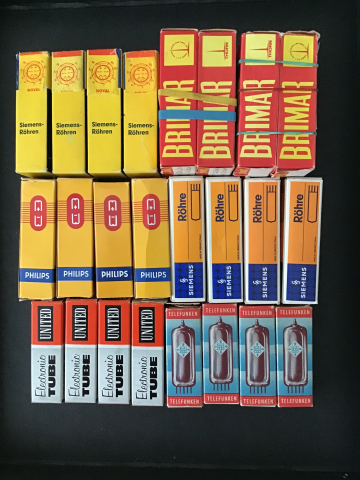 NOVAL
Siemens-
Röhren
NOVAL
Siemens-
Röhren
NOVAL
Siemens-
Röhren
NOVAL
Siemens-
Röhren
BRIMAR
BRIMAR
BRIMAR
BRIMAR
PHILIPS
PHILIPS
PHILIPS
PHILIPS
Röhre
SIEMENS
Röhre
SIEMENS
Röhre
SIEMENS
Röhre
SIEMENS
UNITED
Electronic
TUBE
UNITED
Electronic
TUBE
UNITED
Electronic
TUBE
UNITED
Electronic
TUBE
TELEFUNKEN
TELEFUNKEN
TELEFUNKEN
TELEFUNKEN
TELEFUNKEN
TELEFUNKEN
TELEFUNKEN
TELEFUNKEN